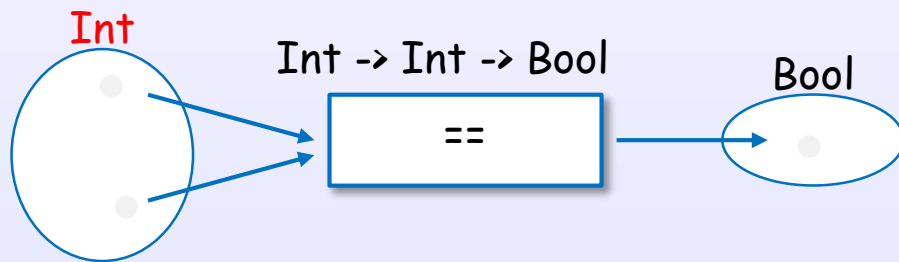 Int
Int -> Int -> Bool
Bool
==